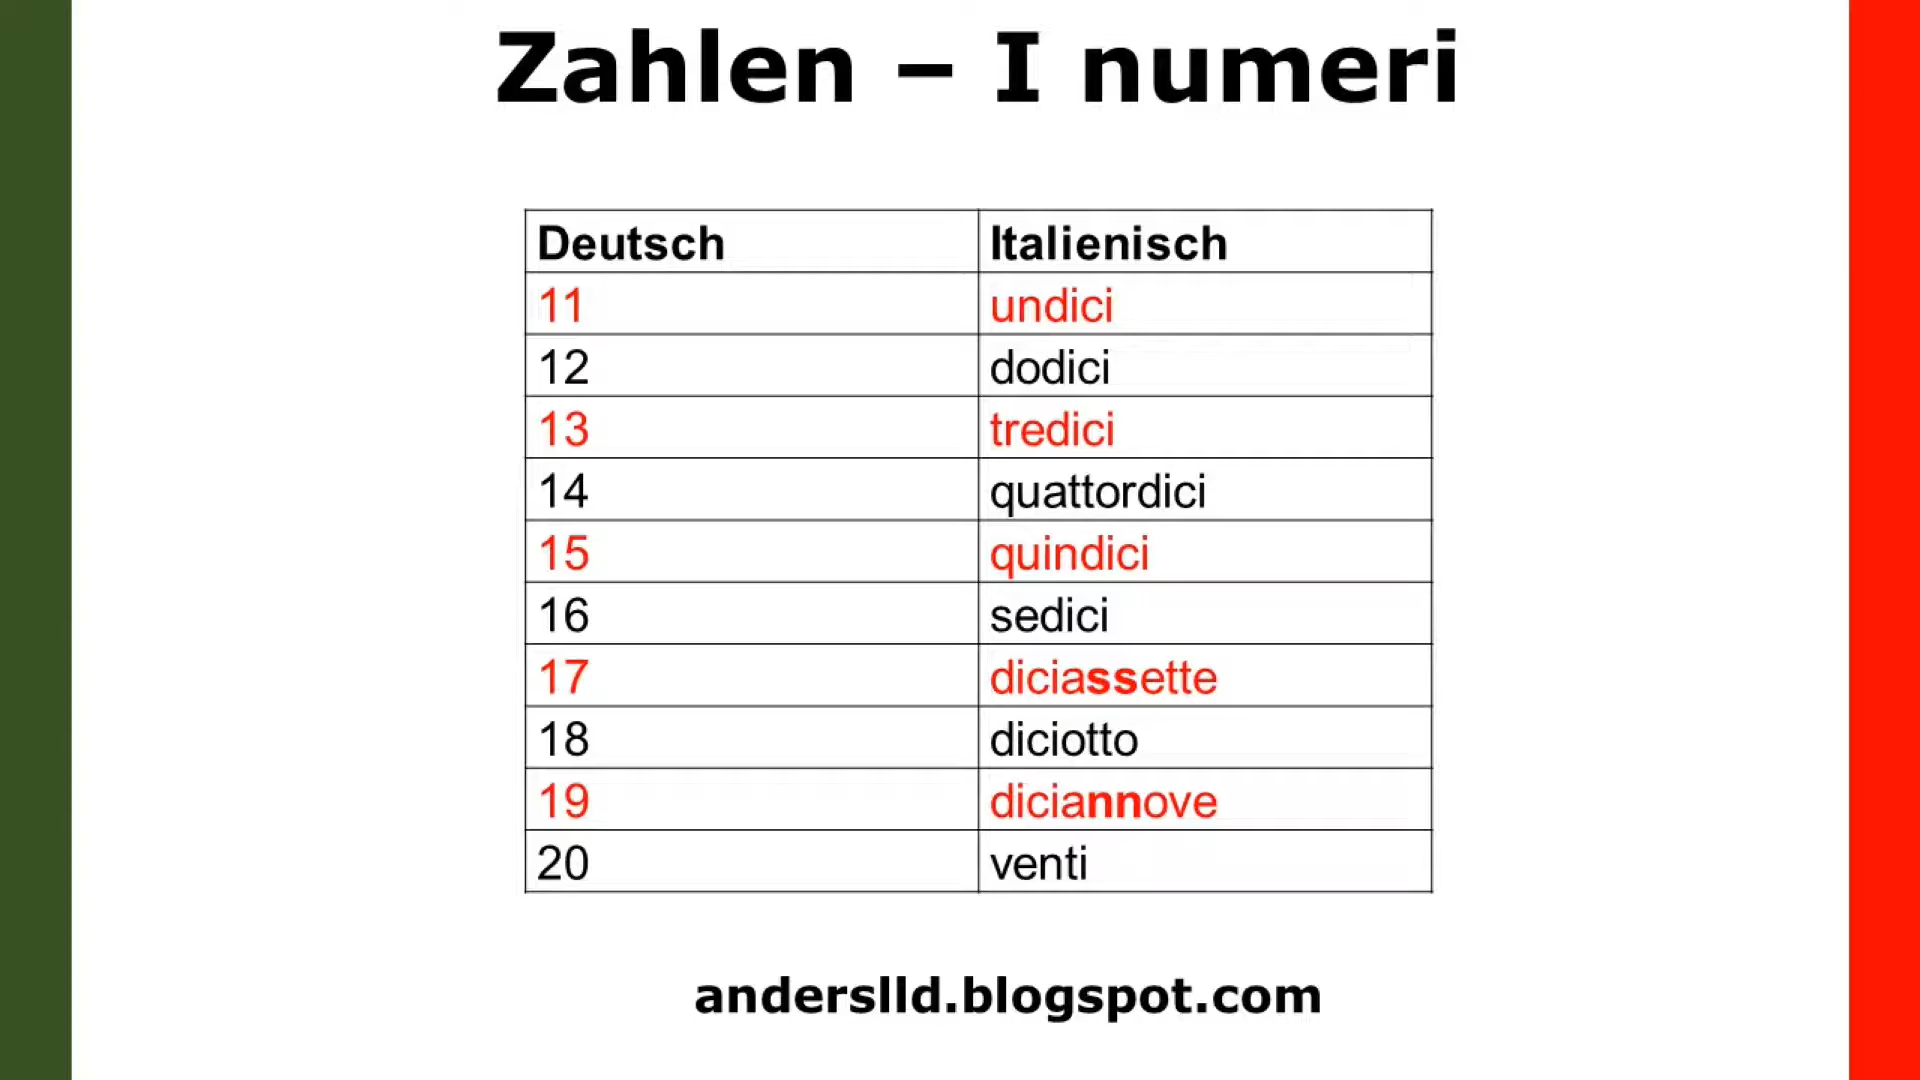 Zahlen – I numeri
Deutsch Italienisch
11 undici
12 dodici
13 tredici
14 quattordici
15 quindici
16 sedici
17 diciassette
18 diciotto
19 diciannove
20 venti
anderslld.blogspot.com